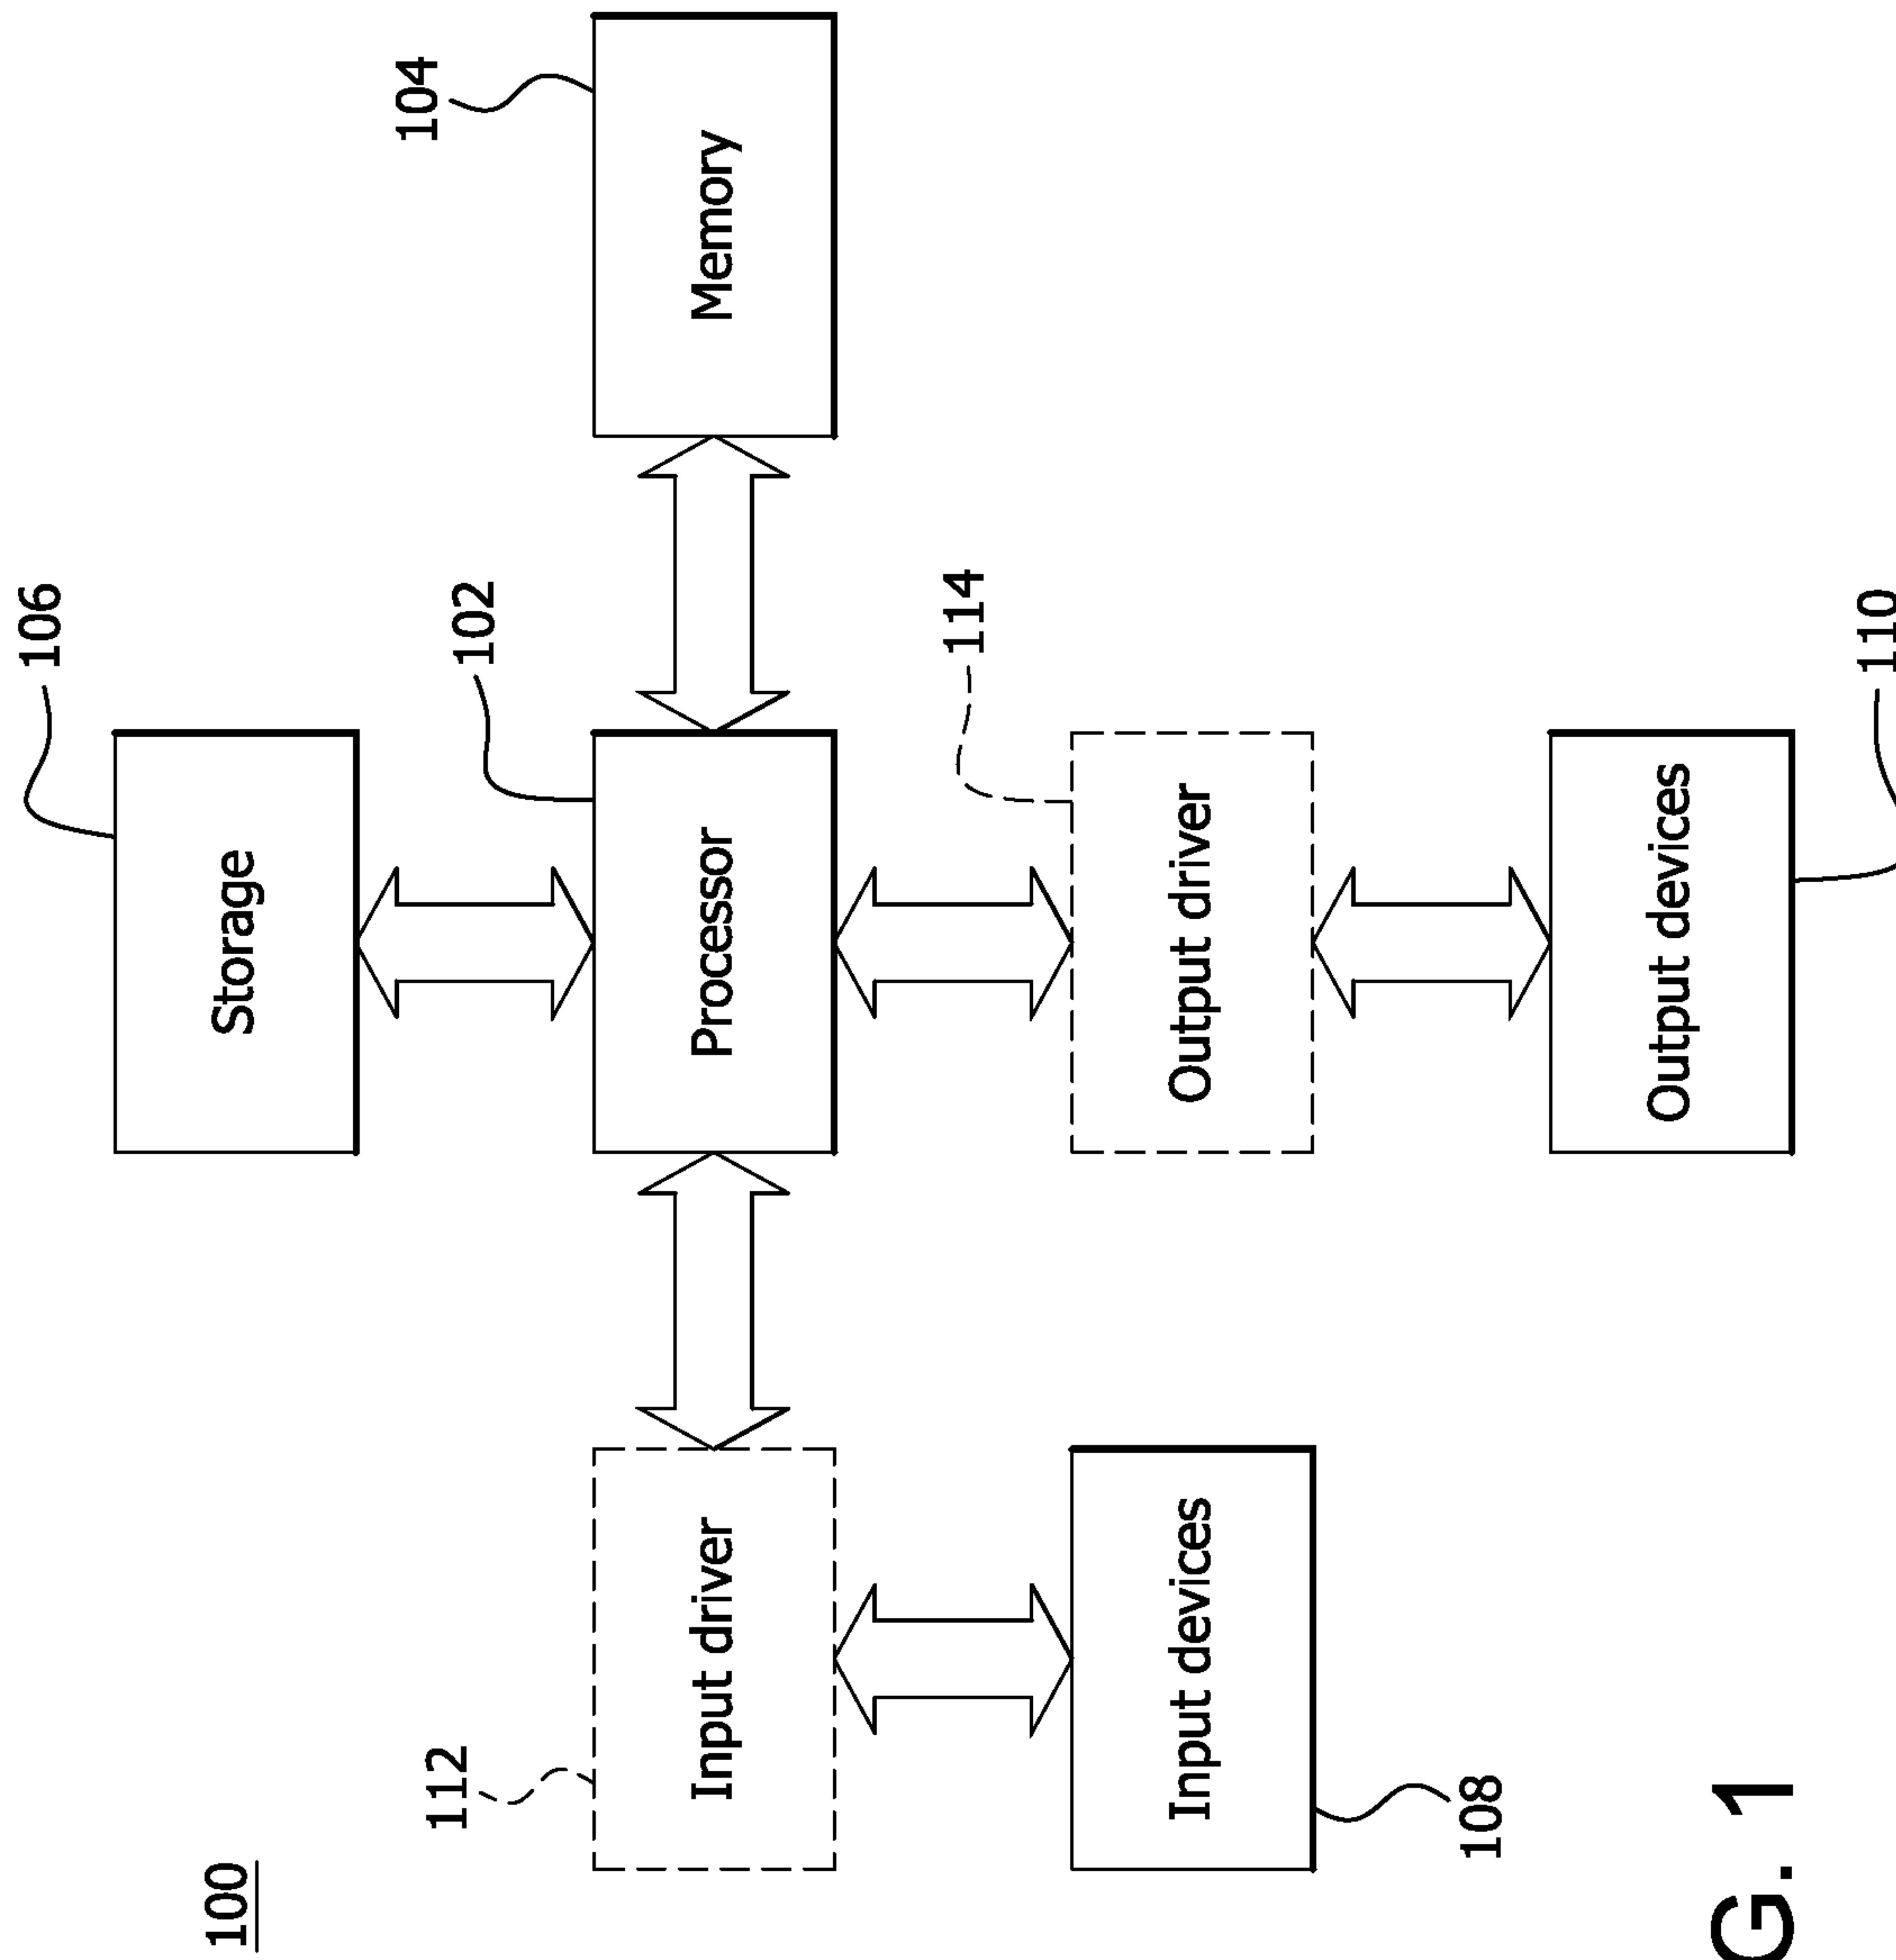 106
100
Storage
104
112
102
Input driver
Processor
Memory
114
Input devices
Output driver
108
Output devices
G. 1
110